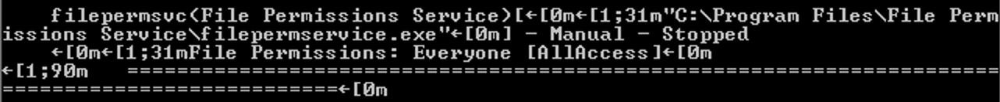 filepermsvc(File Permissions Service)[←[0m←[1;31m"C:\Program Files\File Perm
issions Service\filepermservice.exe"←[0m] - Manual - Stopped
←[0m←[1;31mFile Permissions: Everyone [AllAccess]←[0m
←[1;90m   ======================================================================
===========================←[0m